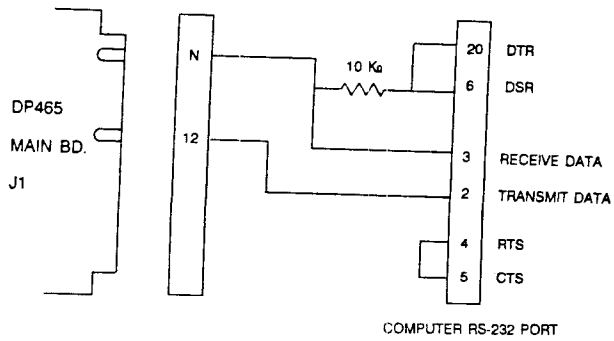 DP465
MAIN BD.
J1
N
12
10 KΩ
20 DTR
6 DSR
3 RECEIVE DATA
2 TRANSMIT DATA
4 RTS
5 CTS
COMPUTER RS-232 PORT